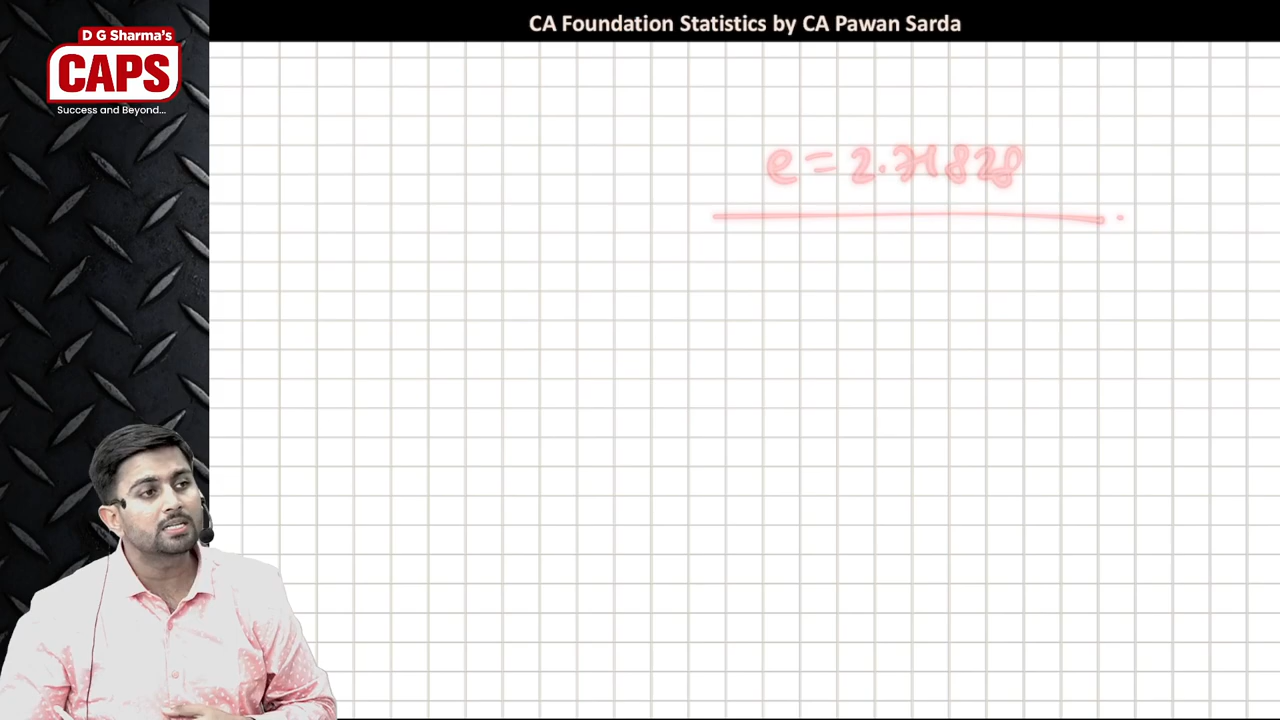 CA Foundation Statistics by CA Pawan Sarda
D G Sharma's
CAPS
Success and Beyond...
e = 2.71828